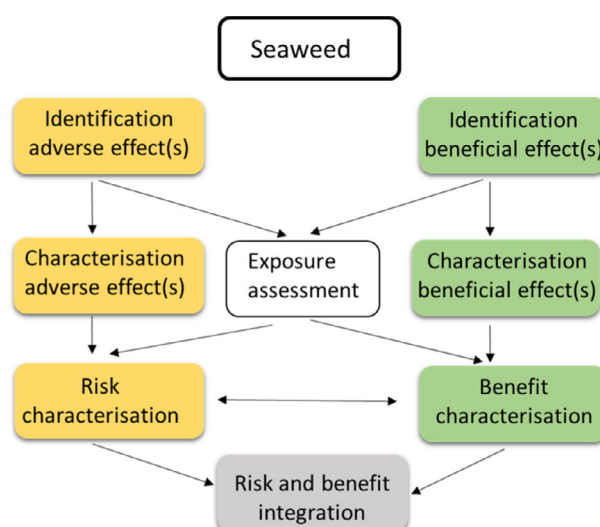 Seaweed
Identification
adverse effect(s)
Identification
beneficial effect(s)
Characterisation
adverse effect(s)
Exposure
assessment
Characterisation
beneficial effect(s)
Risk
characterisation
Benefit
characterisation
Risk and benefit
integration